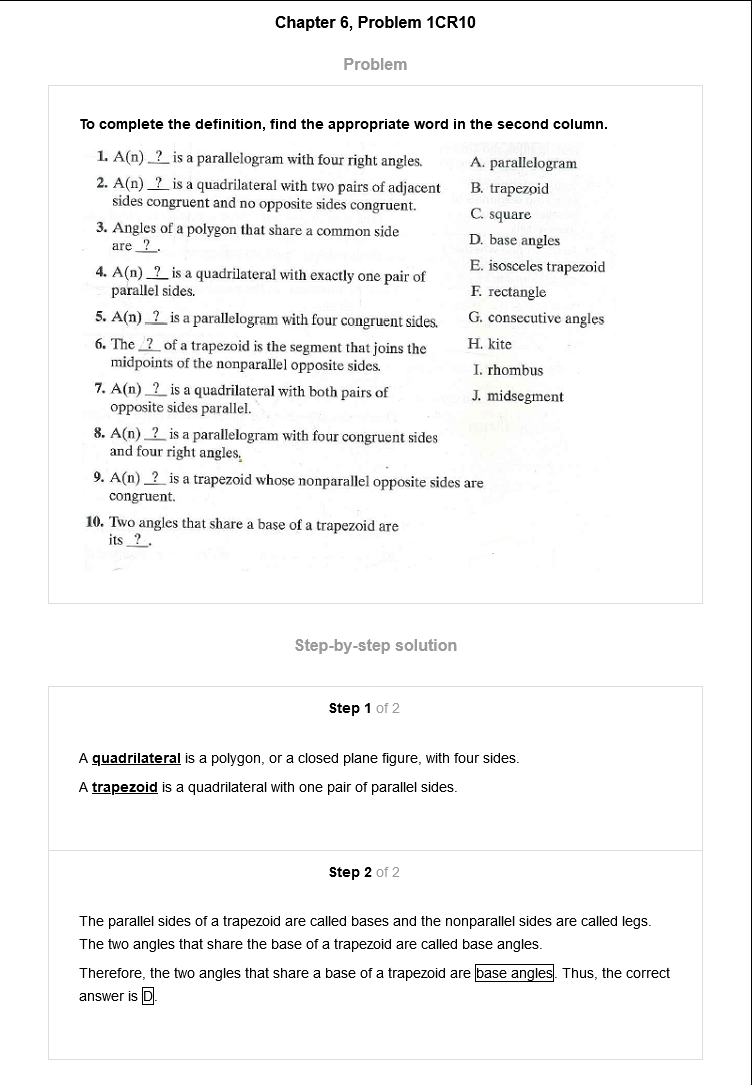 Chapter 6, Problem 1CR10
Problem
To complete the definition, find the appropriate word in the second column.
1. A(n) ? is a parallelogram with four right angles.
2. A(n) ? is a quadrilateral with two pairs of adjacent
sides congruent and no opposite sides congruent.
3. Angles of a polygon that share a common side
are ?.
4. A(n) ? is a quadrilateral with exactly one pair of
parallel sides.
5. A(n) ? is a parallelogram with four congruent sides.
6. The ? of a trapezoid is the segment that joins the
midpoints of the nonparallel opposite sides.
7. A(n) ? is a quadrilateral with both pairs of
opposite sides parallel.
8. A(n) ? is a parallelogram with four congruent sides
and four right angles.
9. A(n) ? is a trapezoid whose nonparallel opposite sides are
congruent.
10. Two angles that share a base of a trapezoid are
its ?.
A. parallelogram
B. trapezoid
C. square
D. base angles
E. isosceles trapezoid
F. rectangle
G. consecutive angles
H. kite
I. rhombus
J. midsegment
Step-by-step solution
Step 1 of 2
A quadrilateral is a polygon, or a closed plane figure, with four sides.
A trapezoid is a quadrilateral with one pair of parallel sides.
Step 2 of 2
The parallel sides of a trapezoid are called bases and the nonparallel sides are called legs.
The two angles that share the base of a trapezoid are called base angles.
Therefore, the two angles that share a base of a trapezoid are base angles. Thus, the correct
answer is D.